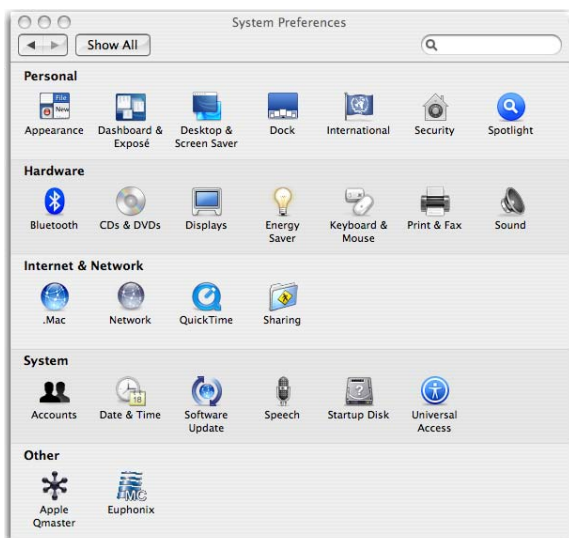 System Preferences
Show All
Personal
File
New
Appearance
Dashboard &
Exposé
Desktop &
Screen Saver
Dock
International
Security
Spotlight
Hardware
Bluetooth
CDs & DVDs
Displays
Energy
Saver
Keyboard &
Mouse
Print & Fax
Sound
Internet & Network
.Mac
Network
QuickTime
Sharing
System
18
?
Accounts
Date & Time
Software
Update
Speech
Startup Disk
Universal
Access
Other
MC
Apple
Qmaster
Euphonix